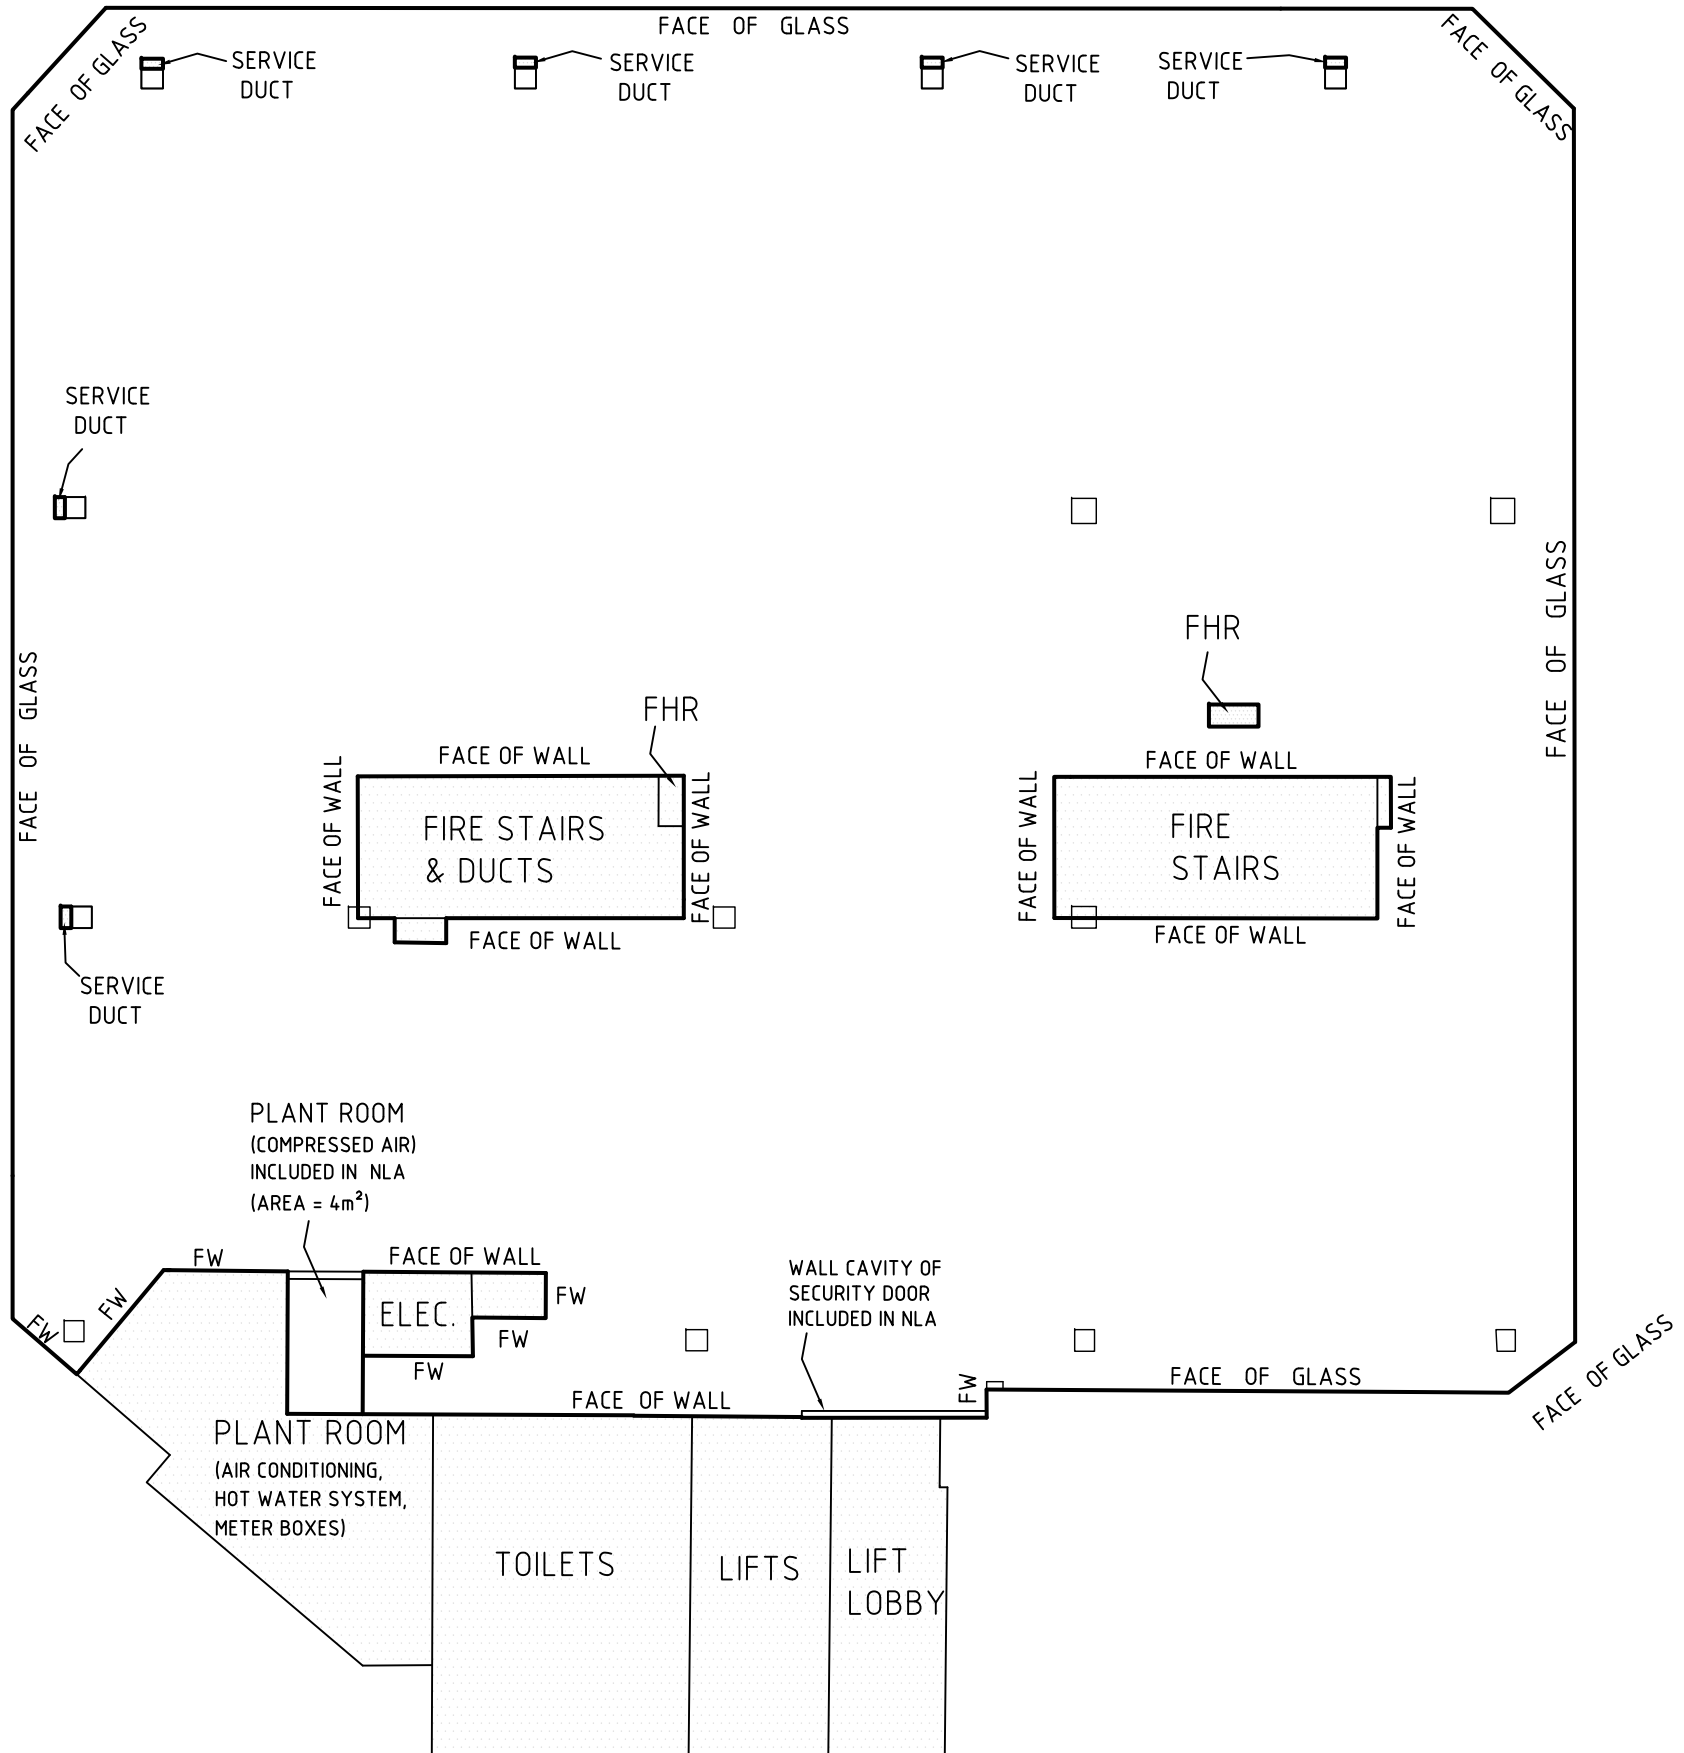 FACE OF GLASS
FACE OF GLASS
FACE OF GLASS
SERVICE
DUCT
SERVICE
DUCT
SERVICE
DUCT
SERVICE
DUCT
SERVICE
DUCT
FACE OF GLASS
FACE OF GLASS
FHR
FHR
FACE OF WALL
FACE OF WALL
FACE OF WALL
FIRE STAIRS
& DUCTS
FACE OF WALL
FACE OF WALL
FACE OF WALL
FIRE
STAIRS
FACE OF WALL
FACE OF WALL
FACE OF WALL
SERVICE
DUCT
PLANT ROOM
(COMPRESSED AIR)
INCLUDED IN NLA
(AREA = 4m²)
FW
FACE OF WALL
FW
FW
ELEC.
FW
FW
FW
WALL CAVITY OF
SECURITY DOOR
INCLUDED IN NLA
FACE OF WALL
FW
FACE OF GLASS
FACE OF GLASS
PLANT ROOM
(AIR CONDITIONING,
HOT WATER SYSTEM,
METER BOXES)
TOILETS
LIFTS
LIFT
LOBBY